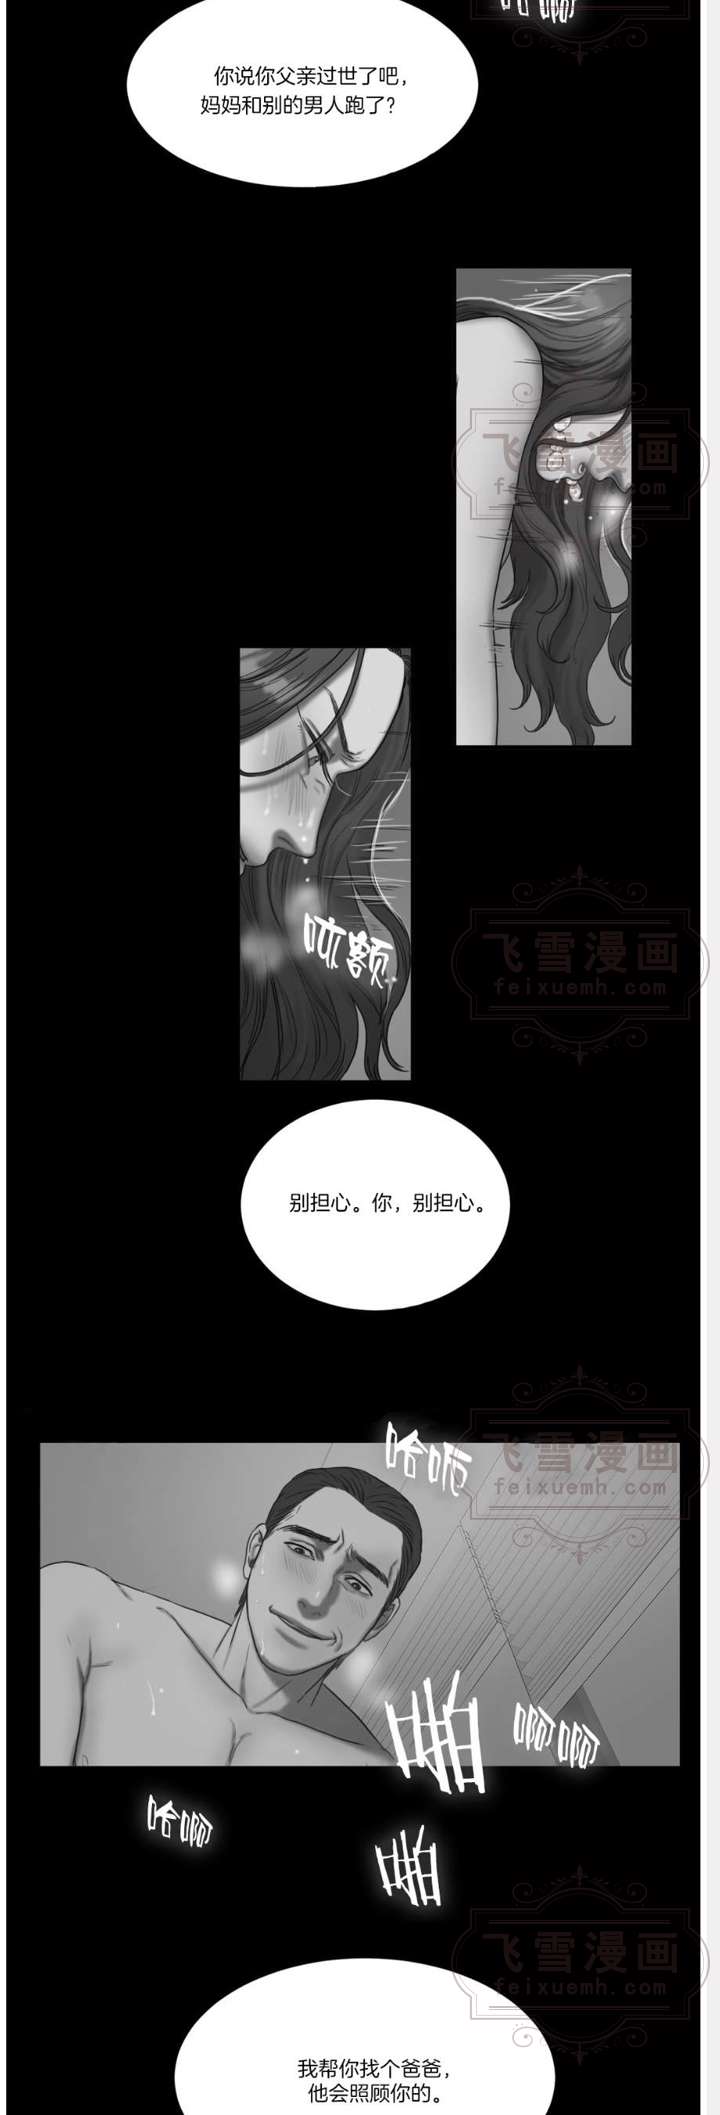 哈啊
你说你父亲过世了吧，
妈妈和别的男人跑了？
飞雪漫画
feixuemh.com
飞雪漫画
feixuemh.com
别担心。你，别担心。
哈呃
飞雪漫画
feixuemh.com
啪
啊啊
哈啊
啪
飞雪漫画
feixuemh.com
我帮你找个爸爸，
他会照顾你的。